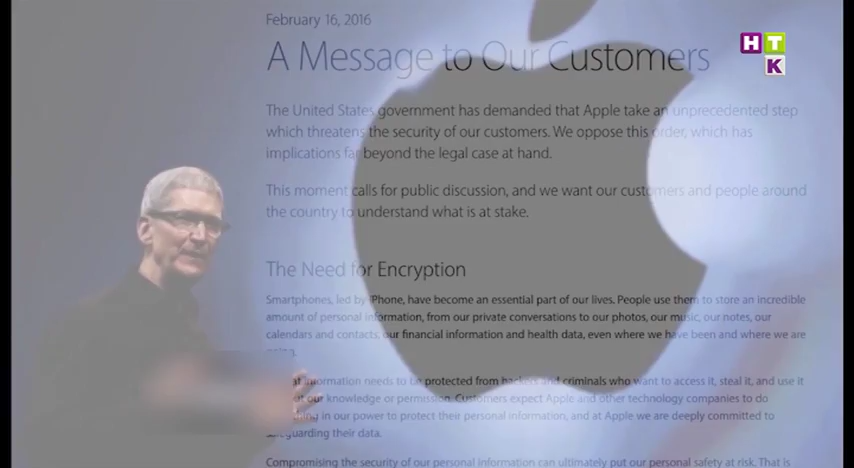 February 16, 2016
A Message to Our Customers
HTK
The United States government has demanded that Apple take an unprecedented step
which threatens the security of our customers. We oppose this order, which has
implications far beyond the legal case at hand.
This moment calls for public discussion, and we want our customers and people around
the country to understand what is at stake.
The Need for Encryption
Smartphones, led by iPhone, have become an essential part of our lives. People use them to store an incredible
amount of personal information, from our private conversations to our photos, our music, our notes, our
calendars and contacts, our financial information and health data, even where we have been and where we are
going.
information needs to be protected from hackers and criminals who want to access it, steal it, and use it
our knowledge or permission. Customers expect Apple and other technology companies to do
in our power to protect their personal information, and at Apple we are deeply committed to
safeguarding their data.
Compromising the security of our personal information can ultimately put our personal safety at risk. That is